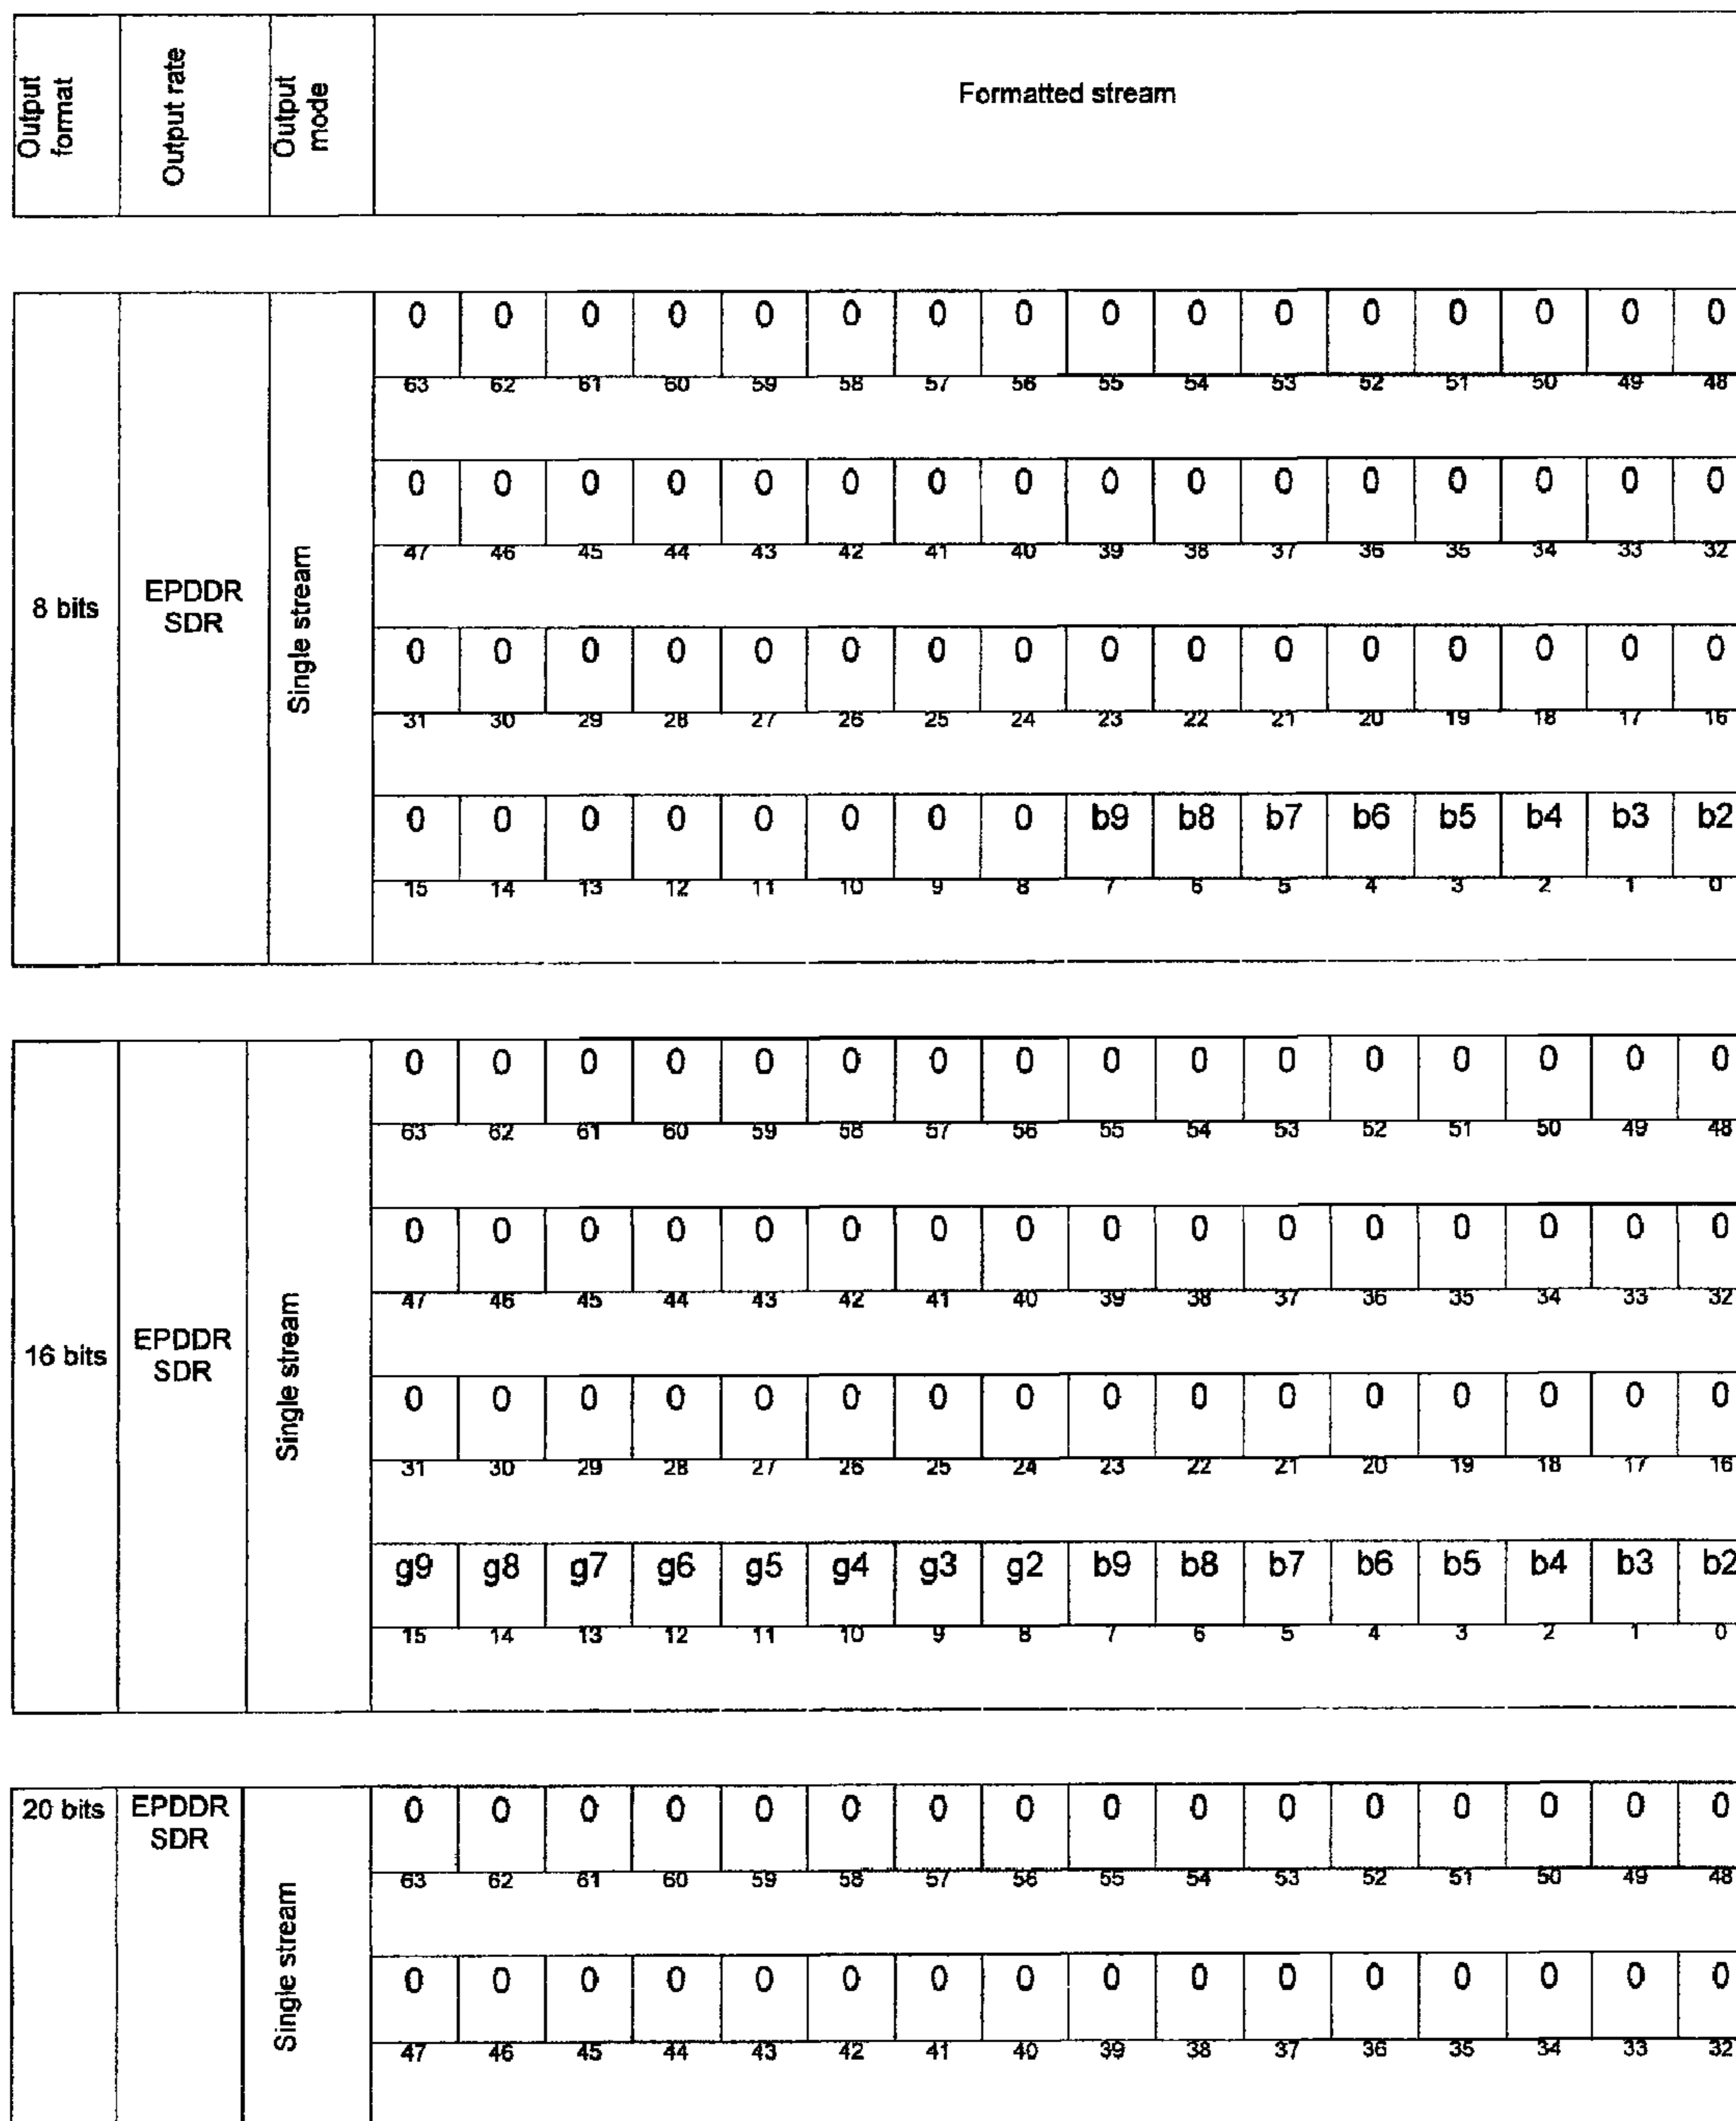 Output format Output rate Output mode Formatted stream
8 bits EPDDR SDR Single stream
0 0 0 0 0 0 0 0 0 0 0 0 0 0 0 0
63 62 61 60 59 58 57 56 55 54 53 52 51 50 49 48
0 0 0 0 0 0 0 0 0 0 0 0 0 0 0 0
47 46 45 44 43 42 41 40 39 38 37 36 35 34 33 32
0 0 0 0 0 0 0 0 0 0 0 0 0 0 0 0
31 30 29 28 27 26 25 24 23 22 21 20 19 18 17 16
0 0 0 0 0 0 0 0 b9 b8 b7 b6 b5 b4 b3 b2
15 14 13 12 11 10 9 8 7 6 5 4 3 2 1 0
16 bits EPDDR SDR Single stream
0 0 0 0 0 0 0 0 0 0 0 0 0 0 0 0
63 62 61 60 59 58 57 56 55 54 53 52 51 50 49 48
0 0 0 0 0 0 0 0 0 0 0 0 0 0 0 0
47 46 45 44 43 42 41 40 39 38 37 36 35 34 33 32
0 0 0 0 0 0 0 0 0 0 0 0 0 0 0 0
31 30 29 28 27 26 25 24 23 22 21 20 19 18 17 16
g9 g8 g7 g6 g5 g4 g3 g2 b9 b8 b7 b6 b5 b4 b3 b2
15 14 13 12 11 10 9 8 7 6 5 4 3 2 1 0
20 bits EPDDR SDR Single stream
0 0 0 0 0 0 0 0 0 0 0 0 0 0 0 0
63 62 61 60 59 58 57 56 55 54 53 52 51 50 49 48
0 0 0 0 0 0 0 0 0 0 0 0 0 0 0 0
47 46 45 44 43 42 41 40 39 38 37 36 35 34 33 32